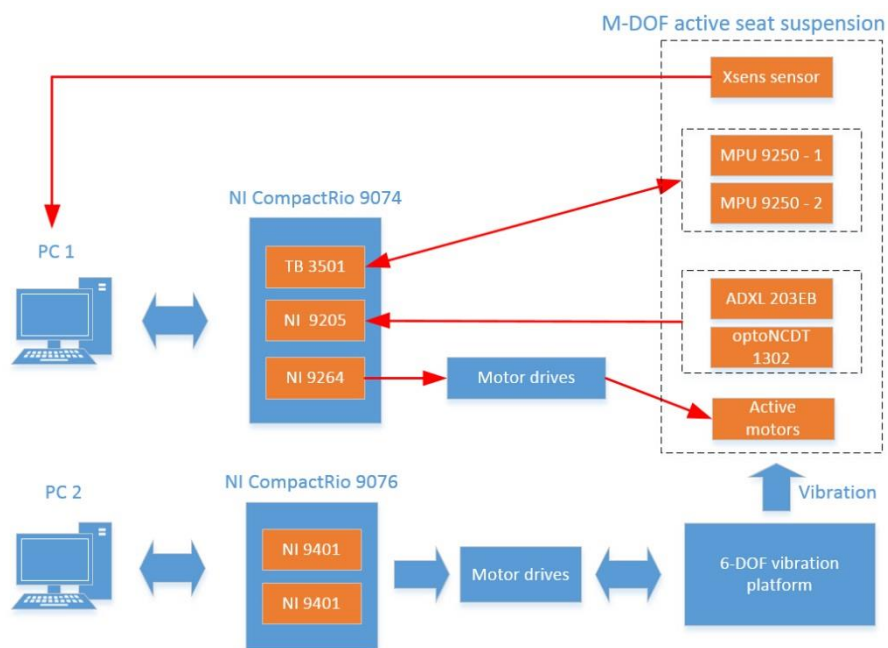 M-DOF active seat suspension
Xsens sensor
MPU 9250 - 1
MPU 9250 - 2
NI CompactRio 9074
PC 1
TB 3501
NI 9205
NI 9264
Motor drives
ADXL 203EB
optoNCDT
1302
Active
motors
Vibration
PC 2
NI CompactRio 9076
NI 9401
NI 9401
Motor drives
6-DOF vibration
platform